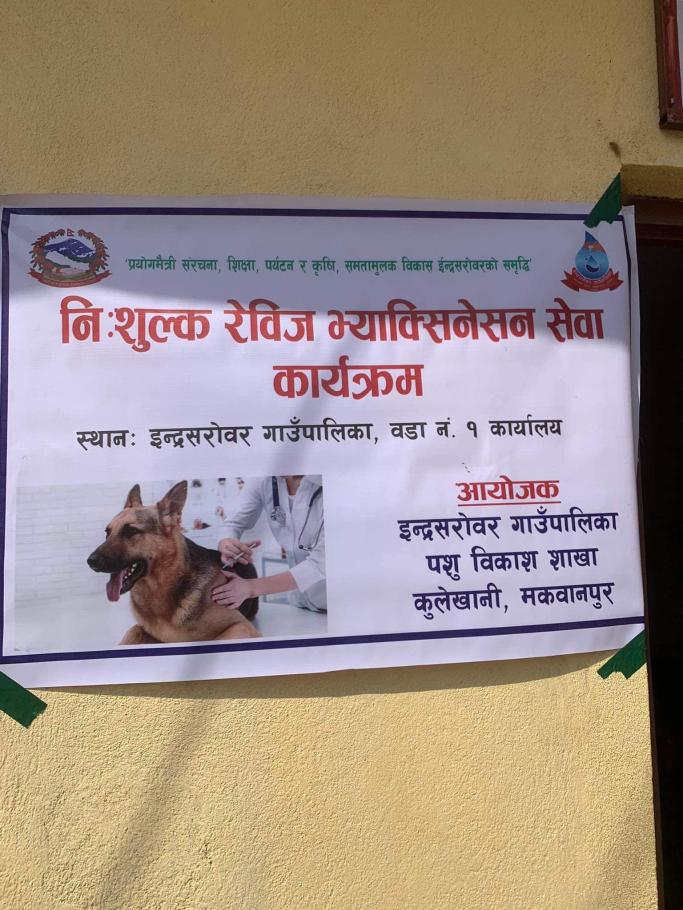 'प्रयोगमैत्री संरचना, शिक्षा, पर्यटन र कृषि, समतामुलक विकास ईन्द्रसरोवरको समृद्धि'
नि:शुल्क रेविज भ्याक्सिनेसन सेवा
कार्यक्रम
स्थान: इन्द्रसरोवर गाउँपालिका, वडा नं. १ कार्यालय
आयोजक
इन्द्रसरोवर गाउँपालिका
पशु विकाश शाखा
कुलेखानी, मकवानपुर